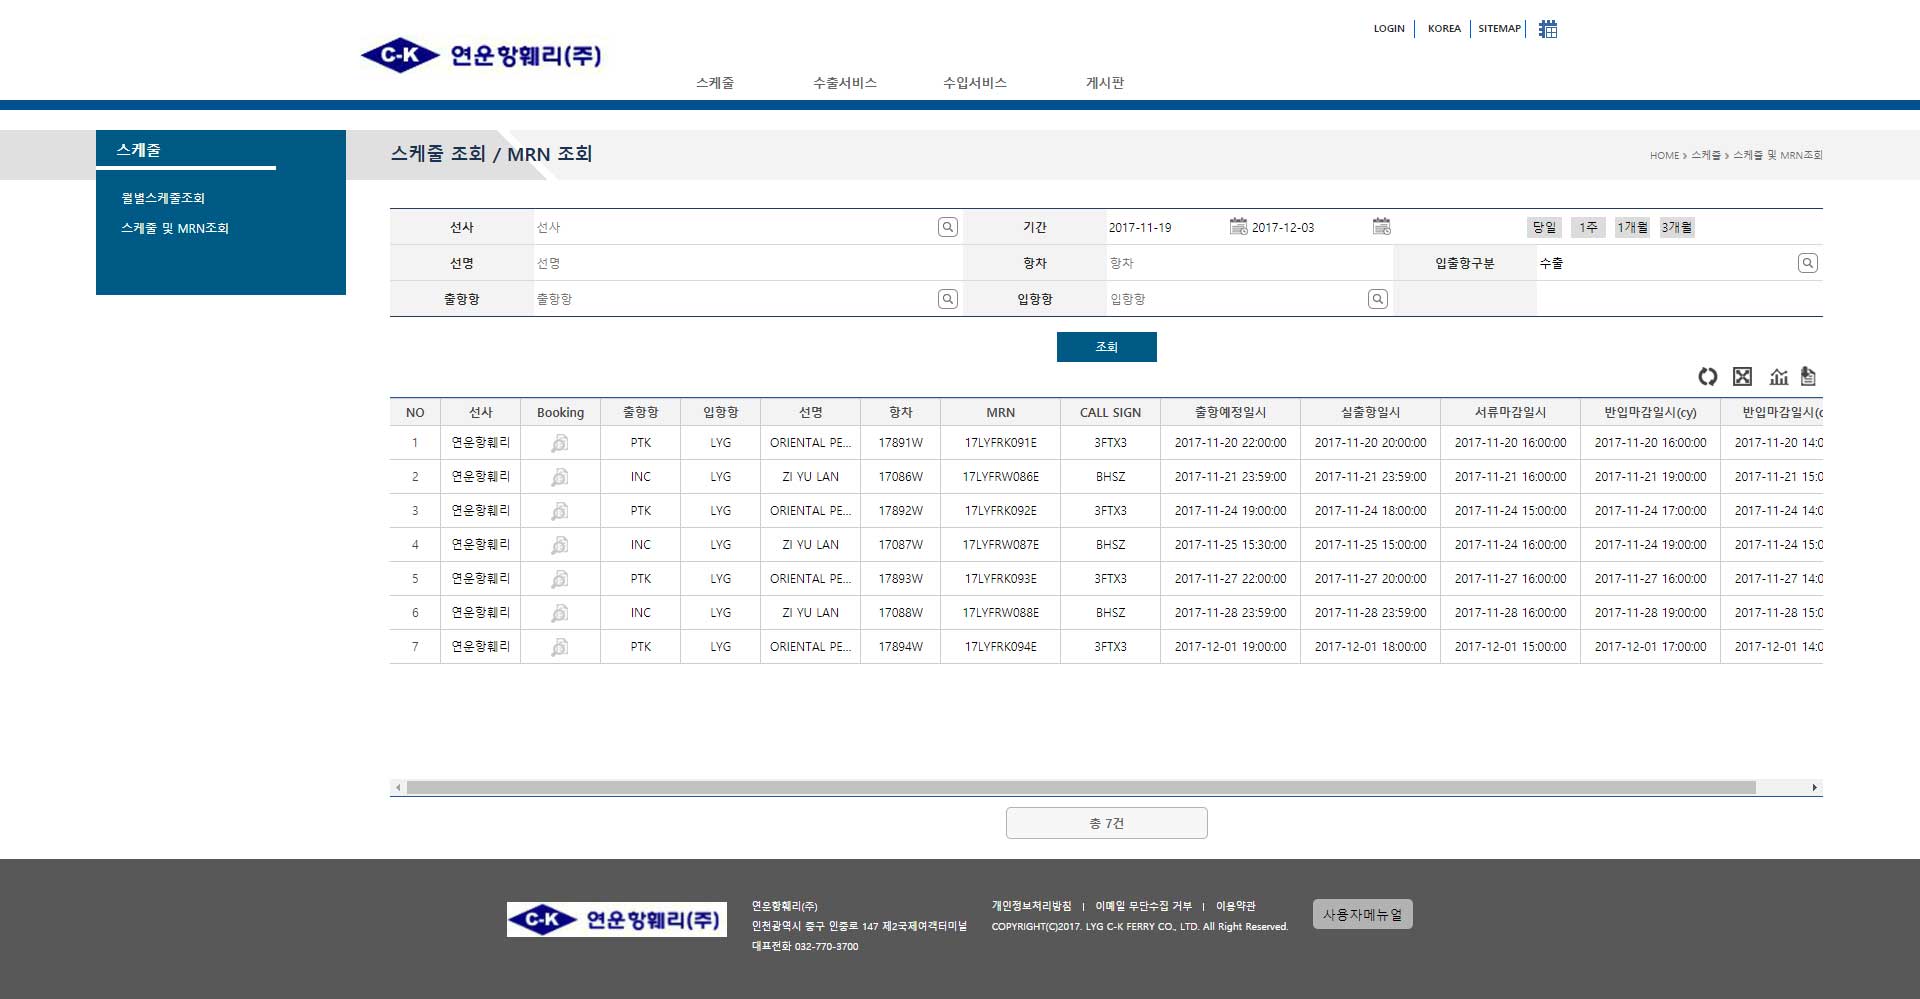 LOGIN KOREA SITEMAP
C-K 연운항훼리(주)
스케줄 수출서비스 수입서비스 게시판
스케줄
월별스케줄조회
스케줄 및 MRN조회
스케줄 조회 / MRN 조회
HOME › 스케줄 › 스케줄 및 MRN조회
선사 선사 기간 2017-11-19 2017-12-03 당일 1주 1개월 3개월
선명 선명 항차 항차 입출항구분 수출
출항항 출항항 입항항 입항항
조회
NO 선사 Booking 출항항 입항항 선명 항차 MRN CALL SIGN 출항예정일시 실출항일시 서류마감일시 반입마감일시(cy) 반입마감일시(c
1 연운항훼리 PTK LYG ORIENTAL PE... 17891W 17LYFRK091E 3FTX3 2017-11-20 22:00:00 2017-11-20 20:00:00 2017-11-20 16:00:00 2017-11-20 16:00:00 2017-11-20 14:0
2 연운항훼리 INC LYG ZI YU LAN 17086W 17LYFRW086E BHSZ 2017-11-21 23:59:00 2017-11-21 23:59:00 2017-11-21 16:00:00 2017-11-21 19:00:00 2017-11-21 15:0
3 연운항훼리 PTK LYG ORIENTAL PE... 17892W 17LYFRK092E 3FTX3 2017-11-24 19:00:00 2017-11-24 18:00:00 2017-11-24 15:00:00 2017-11-24 17:00:00 2017-11-24 14:0
4 연운항훼리 INC LYG ZI YU LAN 17087W 17LYFRW087E BHSZ 2017-11-25 15:30:00 2017-11-25 15:00:00 2017-11-24 16:00:00 2017-11-24 19:00:00 2017-11-24 15:0
5 연운항훼리 PTK LYG ORIENTAL PE... 17893W 17LYFRK093E 3FTX3 2017-11-27 22:00:00 2017-11-27 20:00:00 2017-11-27 16:00:00 2017-11-27 16:00:00 2017-11-27 14:0
6 연운항훼리 INC LYG ZI YU LAN 17088W 17LYFRW088E BHSZ 2017-11-28 23:59:00 2017-11-28 23:59:00 2017-11-28 16:00:00 2017-11-28 19:00:00 2017-11-28 15:0
7 연운항훼리 PTK LYG ORIENTAL PE... 17894W 17LYFRK094E 3FTX3 2017-12-01 19:00:00 2017-12-01 18:00:00 2017-12-01 15:00:00 2017-12-01 17:00:00 2017-12-01 14:0
총 7건
C-K 연운항훼리(주)
연운항훼리(주)
인천광역시 중구 인중로 147 제2국제여객터미널
대표전화 032-770-3700
개인정보처리방침 | 이메일 무단수집 거부 | 이용약관
COPYRIGHT(C)2017. LYG C-K FERRY CO., LTD. All Right Reserved.
사용자메뉴얼